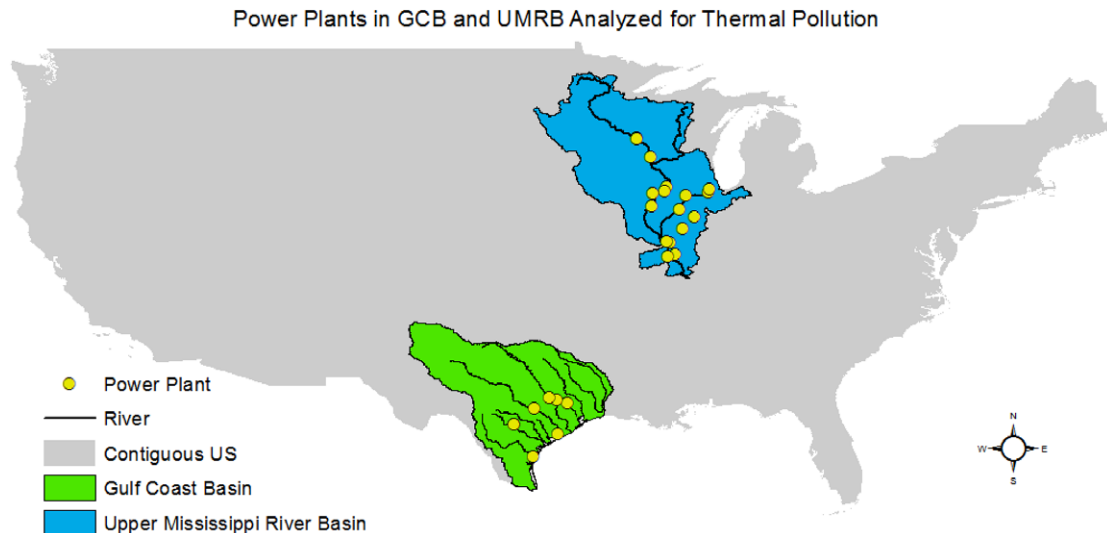 Power Plants in GCB and UMRB Analyzed for Thermal Pollution
Power Plant
River
Contiguous US
Gulf Coast Basin
Upper Mississippi River Basin
N
W E
S